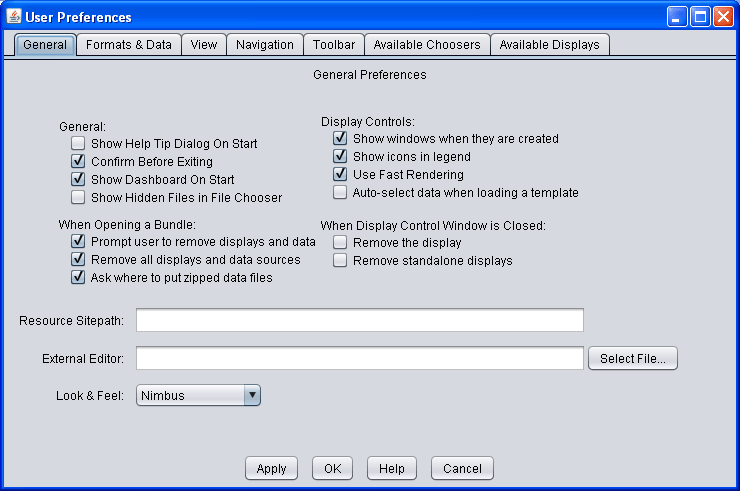 User Preferences
General Formats & Data View Navigation Toolbar Available Choosers Available Displays
General Preferences
General:
Show Help Tip Dialog On Start
Confirm Before Exiting
Show Dashboard On Start
Show Hidden Files in File Chooser
Display Controls:
Show windows when they are created
Show icons in legend
Use Fast Rendering
Auto-select data when loading a template
When Opening a Bundle:
Prompt user to remove displays and data
Remove all displays and data sources
Ask where to put zipped data files
When Display Control Window is Closed:
Remove the display
Remove standalone displays
Resource Sitepath:
External Editor: Select File...
Look & Feel: Nimbus
Apply OK Help Cancel